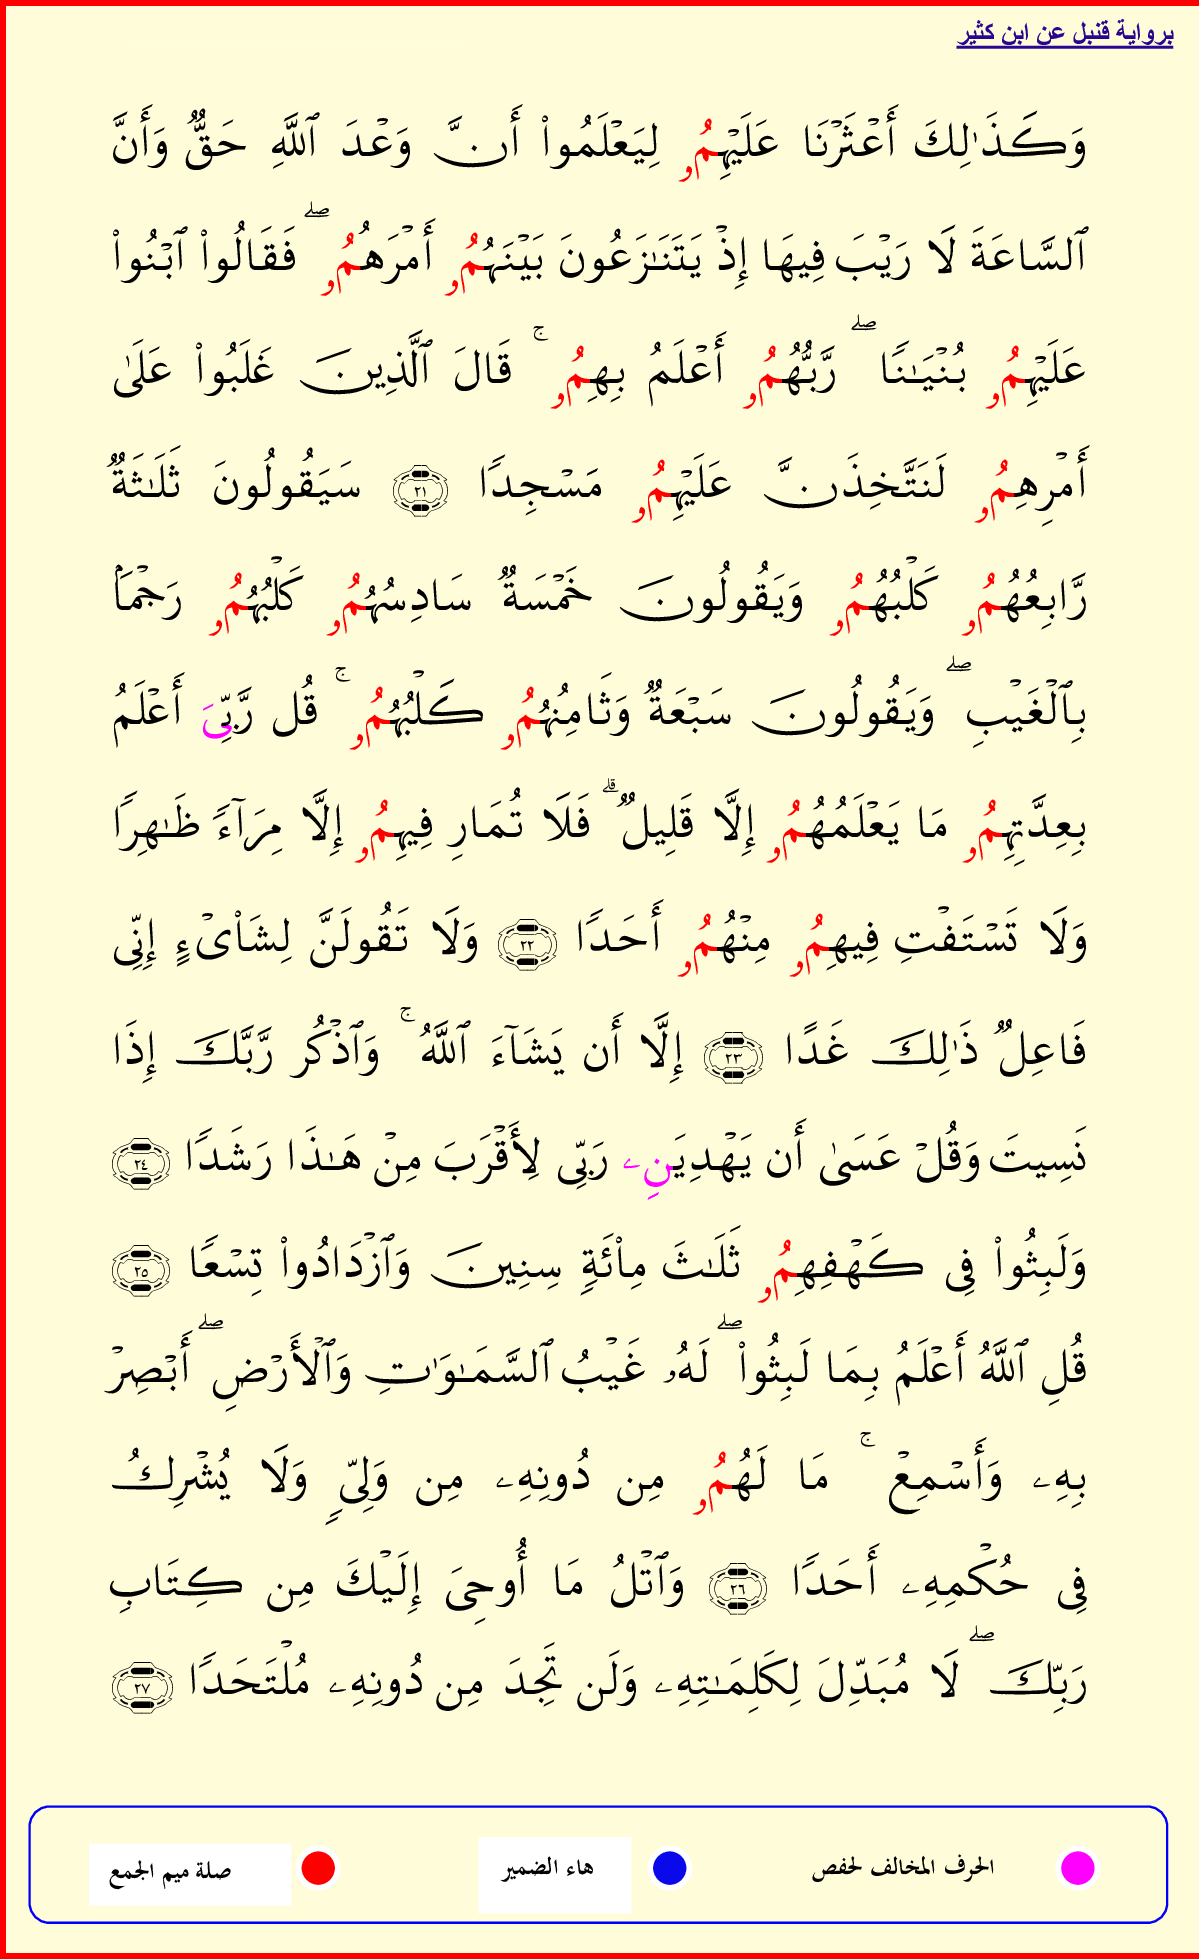 برواية قنبل عن ابن كثير
وَكَذَٰلِكَ أَعْثَرْنَا عَلَيْهِمُۥ لِيَعْلَمُوا۟ أَنَّ وَعْدَ ٱللَّهِ حَقٌّ وَأَنَّ
ٱلسَّاعَةَ لَا رَيْبَ فِيهَا إِذْ يَتَنَـٰزَعُونَ بَيْنَهُمُۥ أَمْرَهُمُۥ ۖ فَقَالُوا۟ ٱبْنُوا۟
عَلَيْهِمُۥ بُنْيَـٰنًا ۖ رَّبُّهُمُۥ أَعْلَمُ بِهِمُۥ ۚ قَالَ ٱلَّذِينَ غَلَبُوا۟ عَلَىٰ
أَمْرِهِمُۥ لَنَتَّخِذَنَّ عَلَيْهِمُۥ مَسْجِدًا ٢١ سَيَقُولُونَ ثَلَـٰثَةٌ
رَّابِعُهُمُۥ كَلْبُهُمُۥ وَيَقُولُونَ خَمْسَةٌ سَادِسُهُمُۥ كَلْبُهُمُۥ رَجْمَۢا
بِٱلْغَيْبِ ۖ وَيَقُولُونَ سَبْعَةٌ وَثَامِنُهُمُۥ كَلْبُهُمُۥ ۚ قُل رَّبِّىَ أَعْلَمُ
بِعِدَّتِهِمُۥ مَا يَعْلَمُهُمُۥ إِلَّا قَلِيلٌ ۗ فَلَا تُمَارِ فِيهِمُۥ إِلَّا مِرَآءً ظَـٰهِرًا
وَلَا تَسْتَفْتِ فِيهِمُۥ مِنْهُمُۥ أَحَدًا ٢٢ وَلَا تَقُولَنَّ لِشَا۟ىْءٍ إِنِّى
فَاعِلٌ ذَٰلِكَ غَدًا ٢٣ إِلَّا أَن يَشَآءَ ٱللَّهُ ۚ وَٱذْكُر رَّبَّكَ إِذَا
نَسِيتَ وَقُلْ عَسَىٰ أَن يَهْدِيَنِۦ رَبِّى لِأَقْرَبَ مِنْ هَـٰذَا رَشَدًا ٢٤
وَلَبِثُوا۟ فِى كَهْفِهِمُۥ ثَلَـٰثَ مِا۟ئَةٍ سِنِينَ وَٱزْدَادُوا۟ تِسْعًا ٢٥
قُلِ ٱللَّهُ أَعْلَمُ بِمَا لَبِثُوا۟ ۖ لَهُۥ غَيْبُ ٱلسَّمَـٰوَٰتِ وَٱلْأَرْضِ ۖ أَبْصِرْ
بِهِۦ وَأَسْمِعْ ۚ مَا لَهُمُۥ مِن دُونِهِۦ مِن وَلِىٍّ وَلَا يُشْرِكُ
فِى حُكْمِهِۦ أَحَدًا ٢٦ وَٱتْلُ مَا أُوحِىَ إِلَيْكَ مِن كِتَابِ
رَبِّكَ ۖ لَا مُبَدِّلَ لِكَلِمَـٰتِهِۦ وَلَن تَجِدَ مِن دُونِهِۦ مُلْتَحَدًا ٢٧
الحرف المخالف لحفص هاء الضمير صلة ميم الجمع